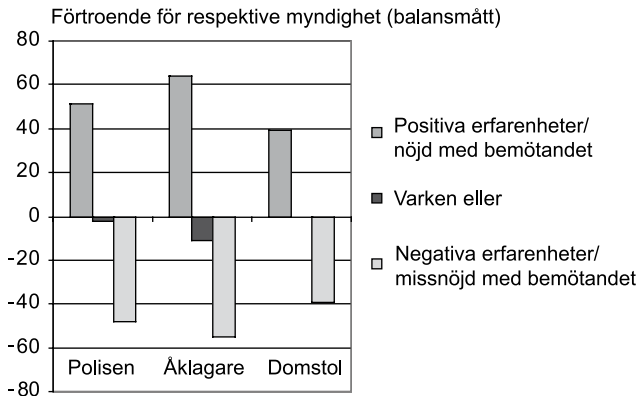 Förtroende för respektive myndighet (balansmått)
80
60
40
20
0
-20
-40
-60
-80
Polisen Åklagare Domstol
Positiva erfarenheter/
nöjd med bemötandet
Varken eller
Negativa erfarenheter/
missnöjd med bemötandet